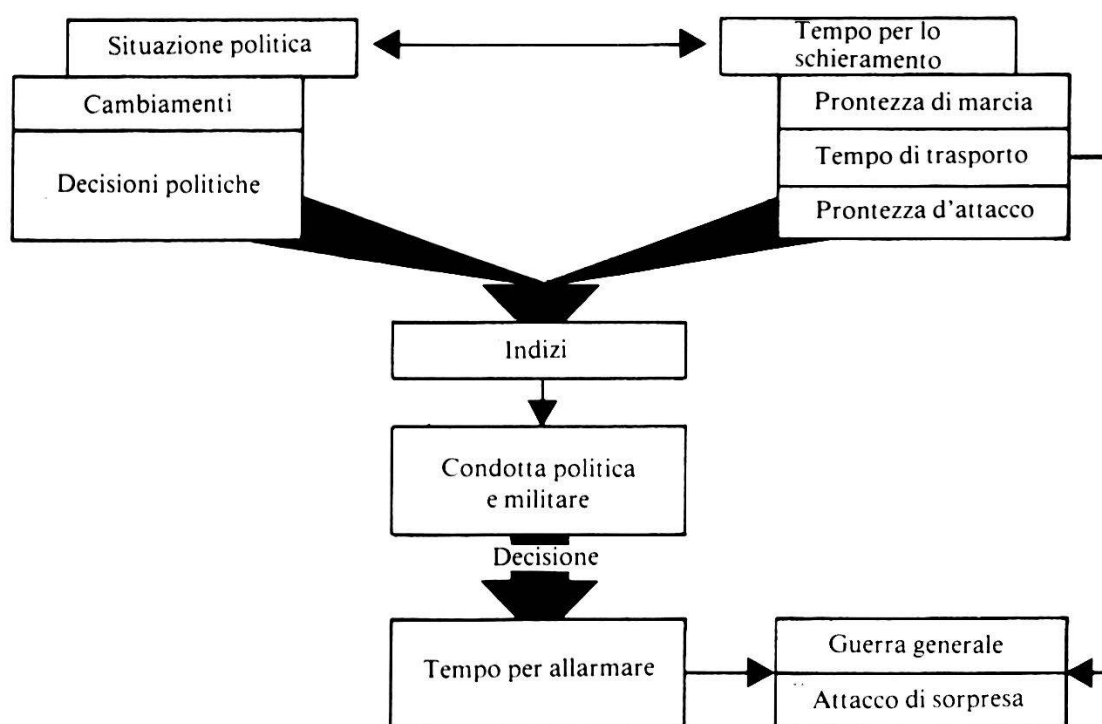 Situazione politica
Tempo per lo
schieramento
Cambiamenti
Decisioni politiche
Prontezza di marcia
Tempo di trasporto
Prontezza d'attacco
Indizi
Condotta politica
e militare
Decisione
Tempo per allarmare
Guerra generale
Attacco di sorpresa